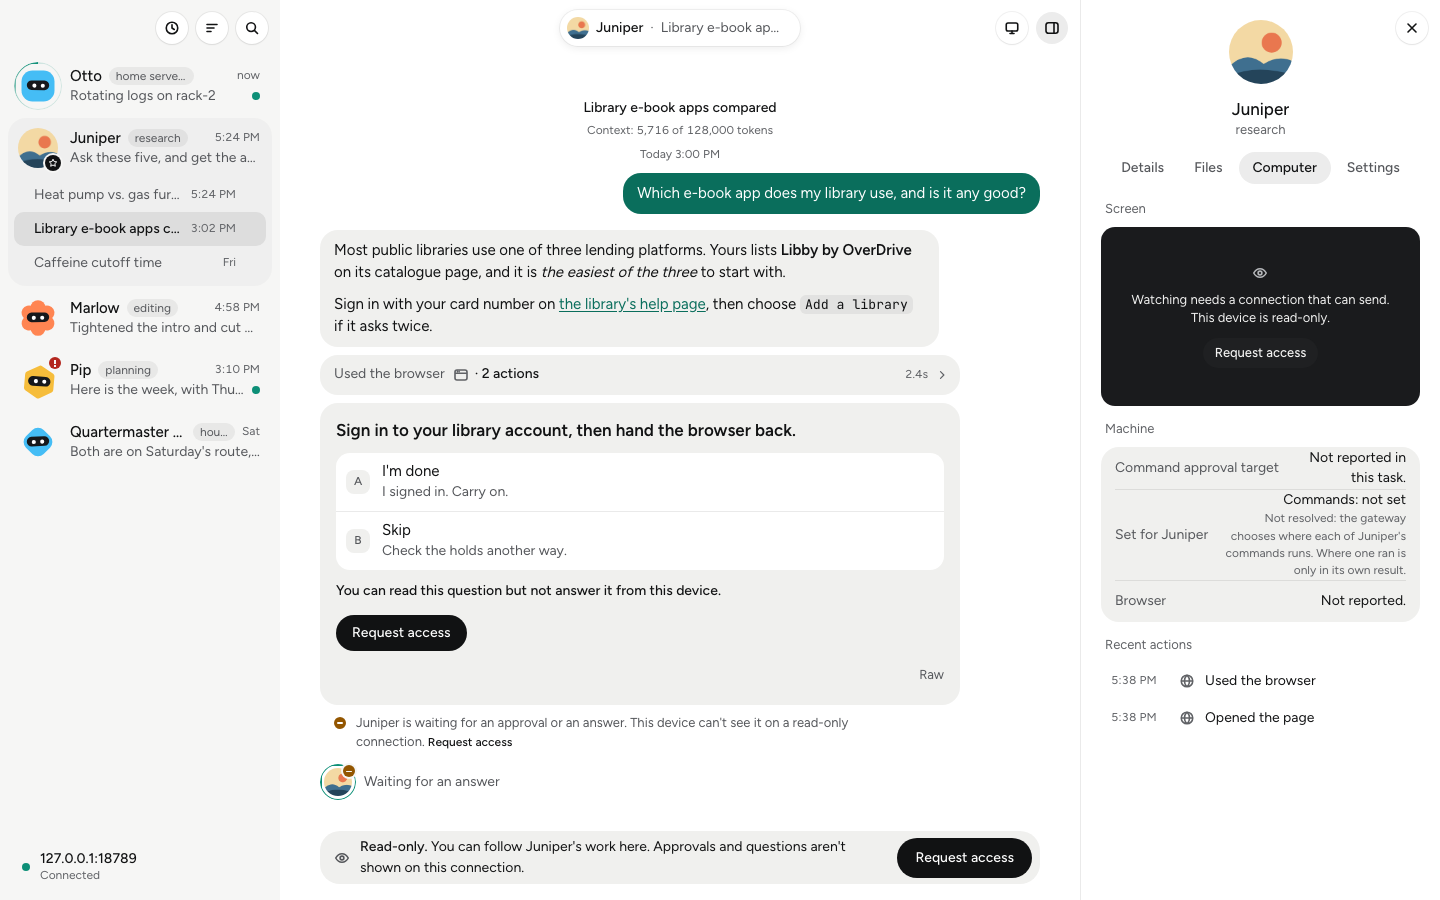 Otto home serve... now
Rotating logs on rack-2
Juniper research 5:24 PM
Ask these five, and get the a...
Heat pump vs. gas fur... 5:24 PM
Library e-book apps c... 3:02 PM
Caffeine cutoff time Fri
Marlow editing 4:58 PM
Tightened the intro and cut ...
Pip planning 3:10 PM
Here is the week, with Thu...
Quartermaster ... hou... Sat
Both are on Saturday's route,...
127.0.0.1:18789
Connected
Juniper · Library e-book ap...
Library e-book apps compared
Context: 5,716 of 128,000 tokens
Today 3:00 PM
Which e-book app does my library use, and is it any good?
Most public libraries use one of three lending platforms. Yours lists Libby by OverDrive
on its catalogue page, and it is the easiest of the three to start with.
Sign in with your card number on the library's help page, then choose Add a library
if it asks twice.
Used the browser · 2 actions 2.4s
Sign in to your library account, then hand the browser back.
A I'm done
I signed in. Carry on.
B Skip
Check the holds another way.
You can read this question but not answer it from this device.
Request access
Raw
Juniper is waiting for an approval or an answer. This device can't see it on a read-only
connection. Request access
Waiting for an answer
Read-only. You can follow Juniper's work here. Approvals and questions aren't
shown on this connection.
Request access
Juniper
research
Details Files Computer Settings
Screen
Watching needs a connection that can send.
This device is read-only.
Request access
Machine
Command approval target Not reported in
this task.
Set for Juniper Commands: not set
Not resolved: the gateway
chooses where each of Juniper's
commands runs. Where one ran is
only in its own result.
Browser Not reported.
Recent actions
5:38 PM Used the browser
5:38 PM Opened the page